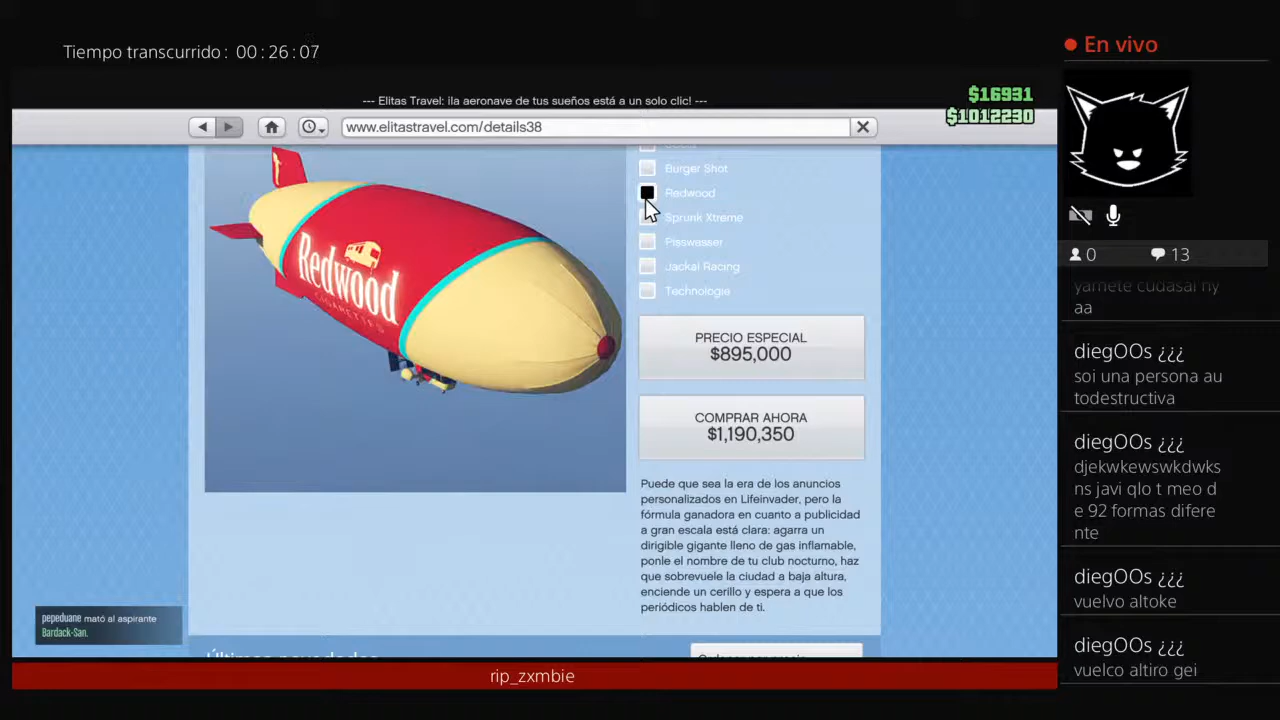 Tiempo transcurrido: 00:26:07
En vivo
--- Elitas Travel: ¡la aeronave de tus sueños está a un solo clic! ---
$16931
$1012230
www.elitastravel.com/details38
Burger Shot
Redwood
Sprunk Xtreme
Pisswasser
Jackal Racing
Technologie
Redwood
CIGARETTES
PRECIO ESPECIAL
$895,000
COMPRAR AHORA
$1,190,350
Puede que sea la era de los anuncios
personalizados en Lifeinvader, pero la
fórmula ganadora en cuanto a publicidad
a gran escala está clara: agarra un
dirigible gigante lleno de gas inflamable,
ponle el nombre de tu club nocturno, haz
que sobrevuele la ciudad a baja altura,
enciende un cerillo y espera a que los
periódicos hablen de ti.
Últimas novedades
pepeduane mató al aspirante
Bardack-San.
rip_zxmbie
0
13
yamete cudasai ny
aa
diegOOs ¿¿¿
soi una persona au
todestructiva
diegOOs ¿¿¿
djekwkewswkdwks
ns javi qlo t meo d
e 92 formas difere
nte
diegOOs ¿¿¿
vuelvo altoke
diegOOs ¿¿¿
vuelco altiro gei